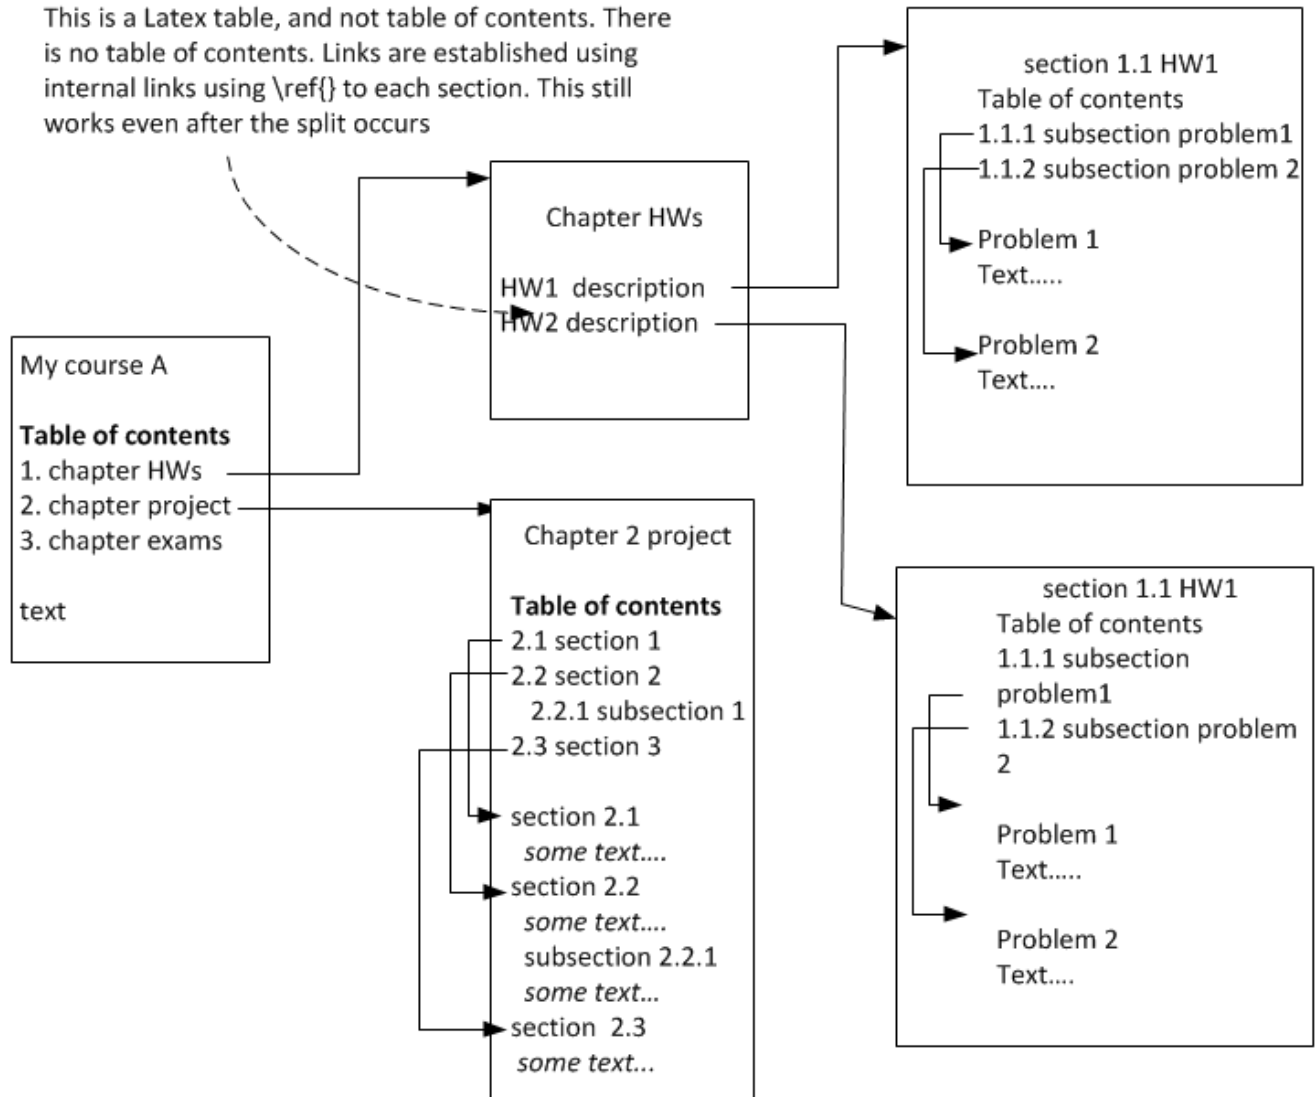 This is a Latex table, and not table of contents. There
is no table of contents. Links are established using
internal links using \ref{} to each section. This still
works even after the split occurs
My course A
Table of contents
1. chapter HWs
2. chapter project
3. chapter exams
text
Chapter HWs
HW1 description
HW2 description
Chapter 2 project
Table of contents
2.1 section 1
2.2 section 2
2.2.1 subsection 1
2.3 section 3
section 2.1
some text....
section 2.2
some text....
subsection 2.2.1
some text...
section 2.3
some text...
section 1.1 HW1
Table of contents
1.1.1 subsection problem1
1.1.2 subsection problem 2
Problem 1
Text.....
Problem 2
Text....
section 1.1 HW1
Table of contents
1.1.1 subsection
problem1
1.1.2 subsection problem
2
Problem 1
Text.....
Problem 2
Text....